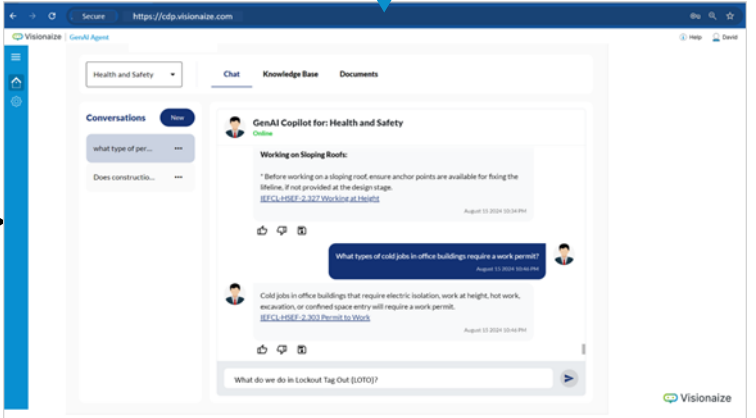 Secure https://cdp.visionaize.com
Visionaize | GenAI Agent Help David
Health and Safety Chat Knowledge Base Documents
Conversations New
what type of per... •••
Does constructio... •••
GenAI Copilot for: Health and Safety
Online
Working on Sloping Roofs:
* Before working on a sloping roof, ensure anchor points are available for fixing the
lifeline, if not provided at the design stage.
IEFCL-HSEF-2.327 Working at Height
August 15 2024 10:34 PM
What types of cold jobs in office buildings require a work permit?
August 15 2024 10:46 PM
Cold jobs in office buildings that require electric isolation, work at height, hot work,
excavation, or confined space entry will require a work permit.
IEFCL-HSEF-2.303 Permit to Work
August 15 2024 10:46 PM
What do we do in Lockout Tag Out (LOTO)?
Visionaize